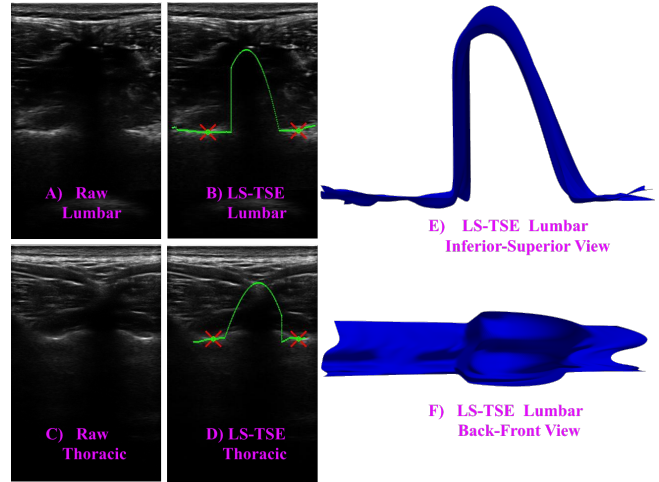 A) Raw
Lumbar
B) LS-TSE
Lumbar
E) LS-TSE Lumbar
Inferior-Superior View
C) Raw
Thoracic
D) LS-TSE
Thoracic
F) LS-TSE Lumbar
Back-Front View